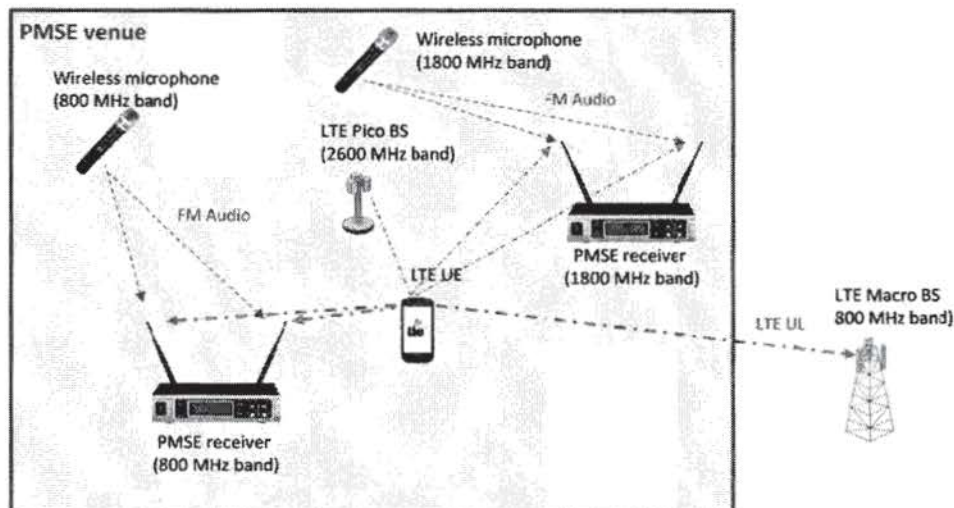 PMSE venue
Wireless microphone
(1800 MHz band)
Wireless microphone
(800 MHz band)
FM Audio
LTE Pico BS
(2600 MHz band)
FM Audio
PMSE receiver
(1800 MHz band)
LTE UE
LTE Macro BS
800 MHz band)
LTE UL
PMSE receiver
(800 MHz band)